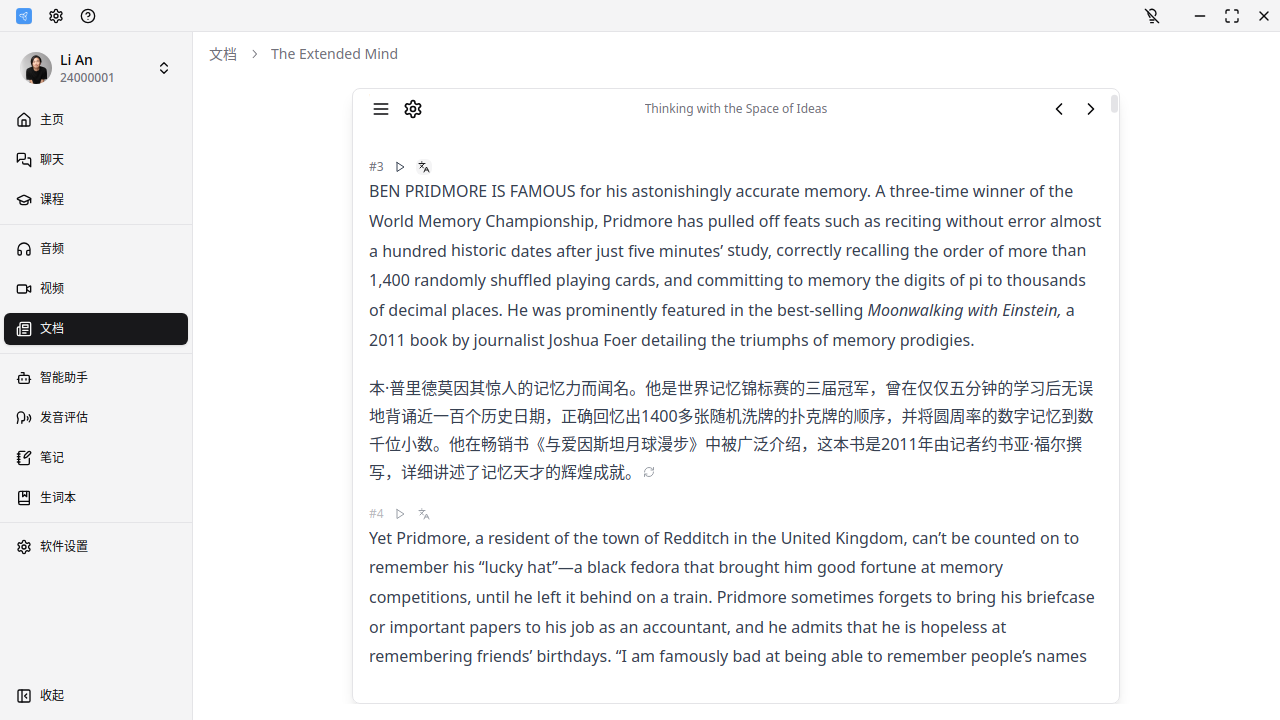 Li An
24000001
主页
聊天
课程
音频
视频
文档
智能助手
发音评估
笔记
生词本
软件设置
收起
文档
The Extended Mind
Thinking with the Space of Ideas
#3
BEN PRIDMORE IS FAMOUS for his astonishingly accurate memory. A three-time winner of the
World Memory Championship, Pridmore has pulled off feats such as reciting without error almost
a hundred historic dates after just five minutes’ study, correctly recalling the order of more than
1,400 randomly shuffled playing cards, and committing to memory the digits of pi to thousands
of decimal places. He was prominently featured in the best-selling Moonwalking with Einstein, a
2011 book by journalist Joshua Foer detailing the triumphs of memory prodigies.
本·普里德莫因其惊人的记忆力而闻名。他是世界记忆锦标赛的三届冠军，曾在仅仅五分钟的学习后无误
地背诵近一百个历史日期，正确回忆出1400多张随机洗牌的扑克牌的顺序，并将圆周率的数字记忆到数
千位小数。他在畅销书《与爱因斯坦月球漫步》中被广泛介绍，这本书是2011年由记者约书亚·福尔撰
写，详细讲述了记忆天才的辉煌成就。
#4
Yet Pridmore, a resident of the town of Redditch in the United Kingdom, can’t be counted on to
remember his “lucky hat”—a black fedora that brought him good fortune at memory
competitions, until he left it behind on a train. Pridmore sometimes forgets to bring his briefcase
or important papers to his job as an accountant, and he admits that he is hopeless at
remembering friends’ birthdays. “I am famously bad at being able to remember people’s names